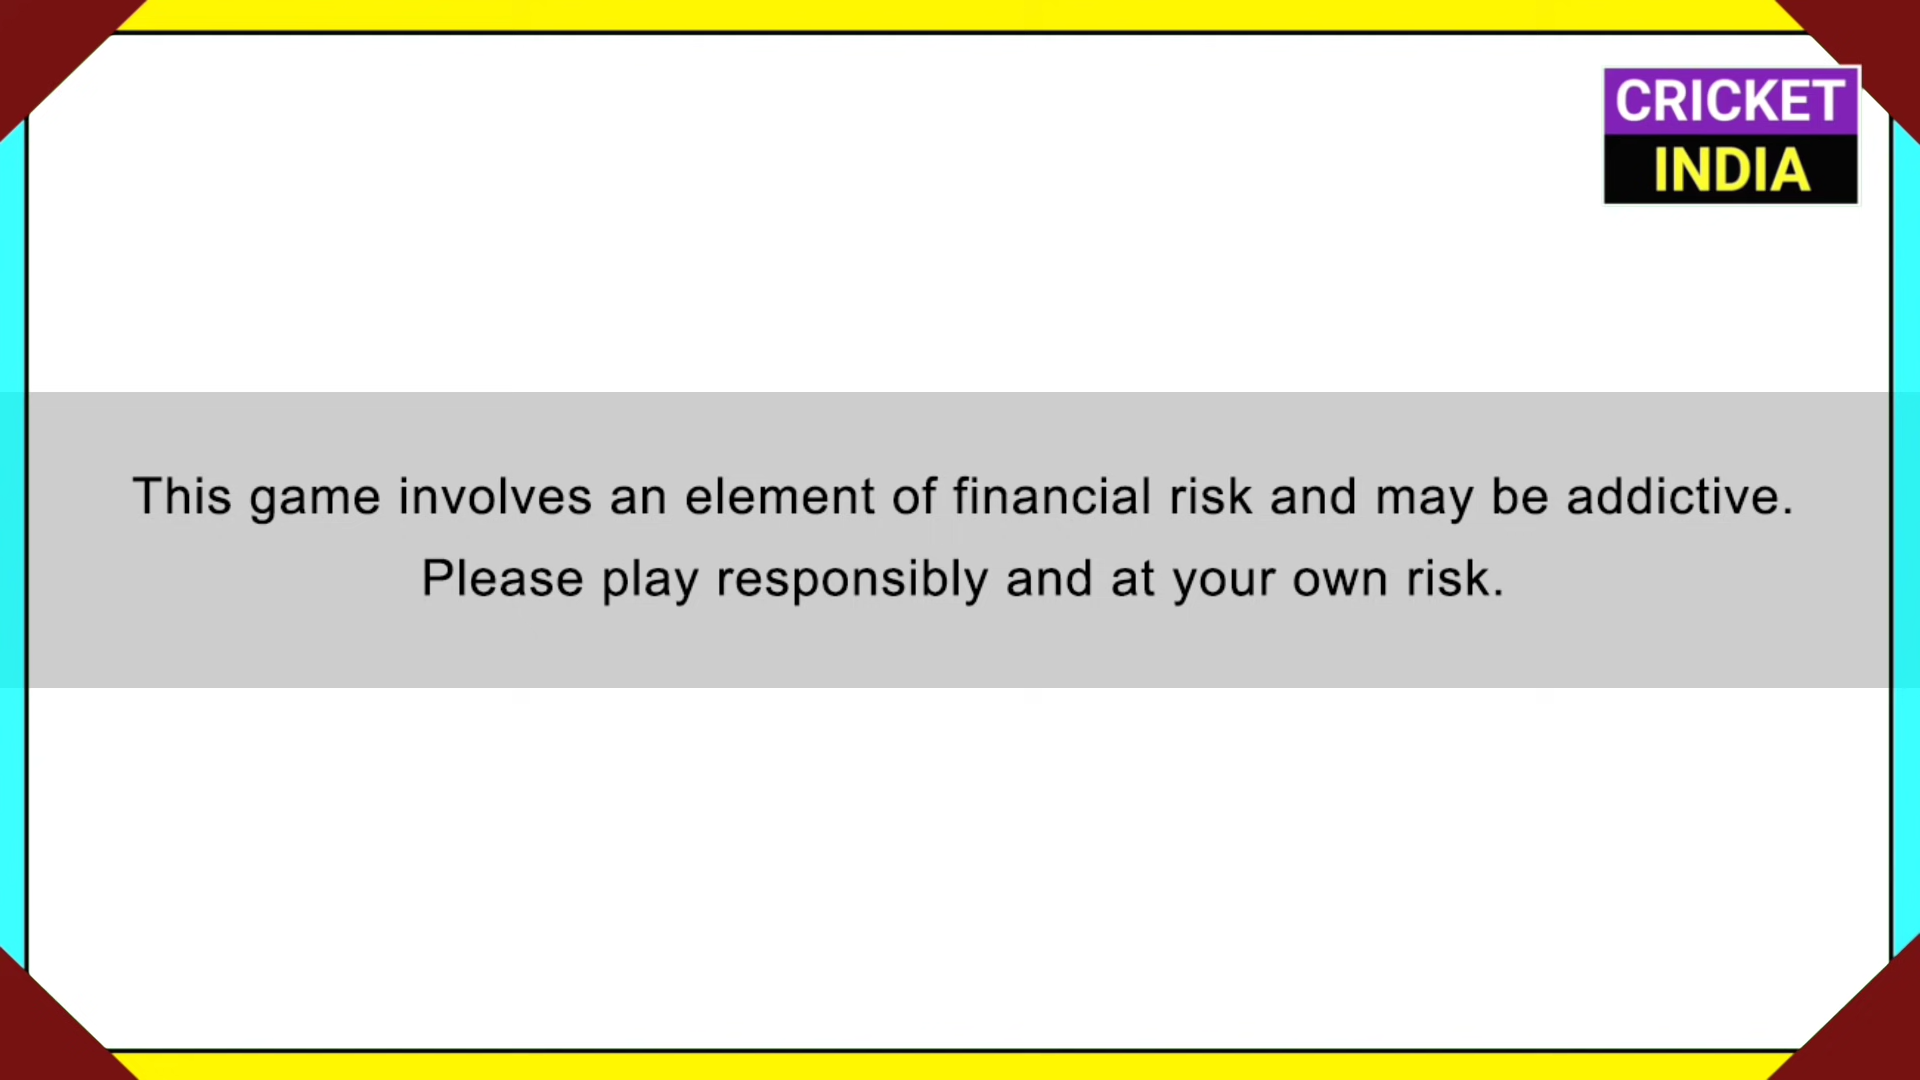 CRICKET
INDIA
This game involves an element of financial risk and may be addictive.
Please play responsibly and at your own risk.